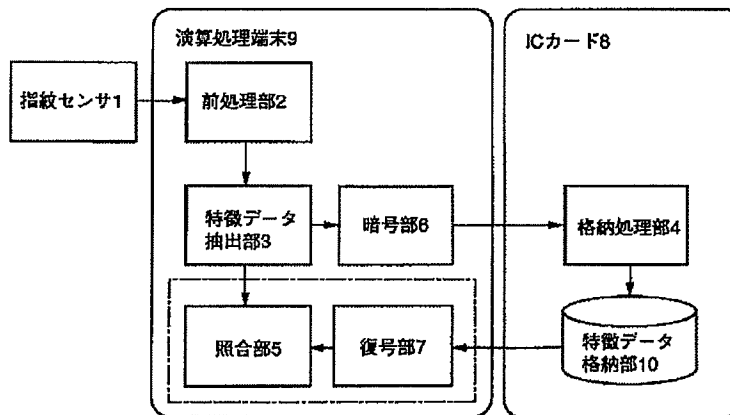 演算処理端末9
ICカード8
指紋センサ1
前処理部2
特徴データ
抽出部3
暗号部6
格納処理部4
照合部5
復号部7
特徴データ
格納部10